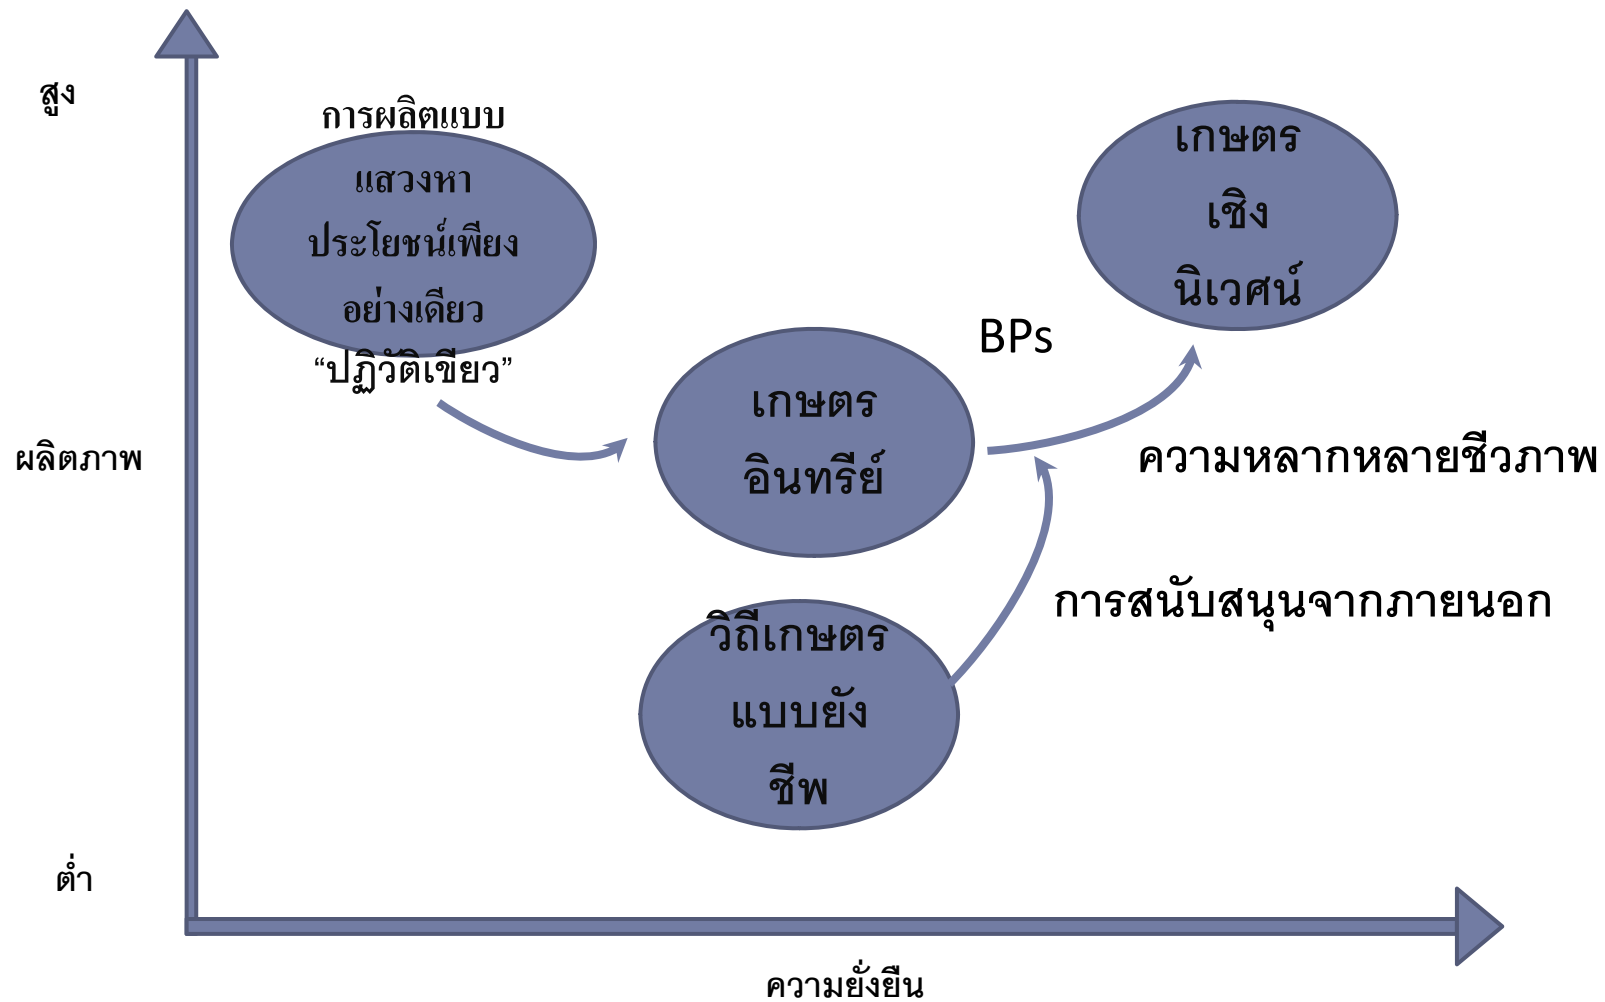 สูง
การผลิตแบบ
แสวงหา
ประโยชน์เพียง
อย่างเดียว
“ปฏิวัติเขียว”
เกษตร
เชิง
นิเวศน์
BPs
เกษตร
อินทรีย์
ผลิตภาพ
ความหลากหลายชีวภาพ
การสนับสนุนจากภายนอก
วิถีเกษตร
แบบยัง
ชีพ
ต่ำ
ความยั่งยืน